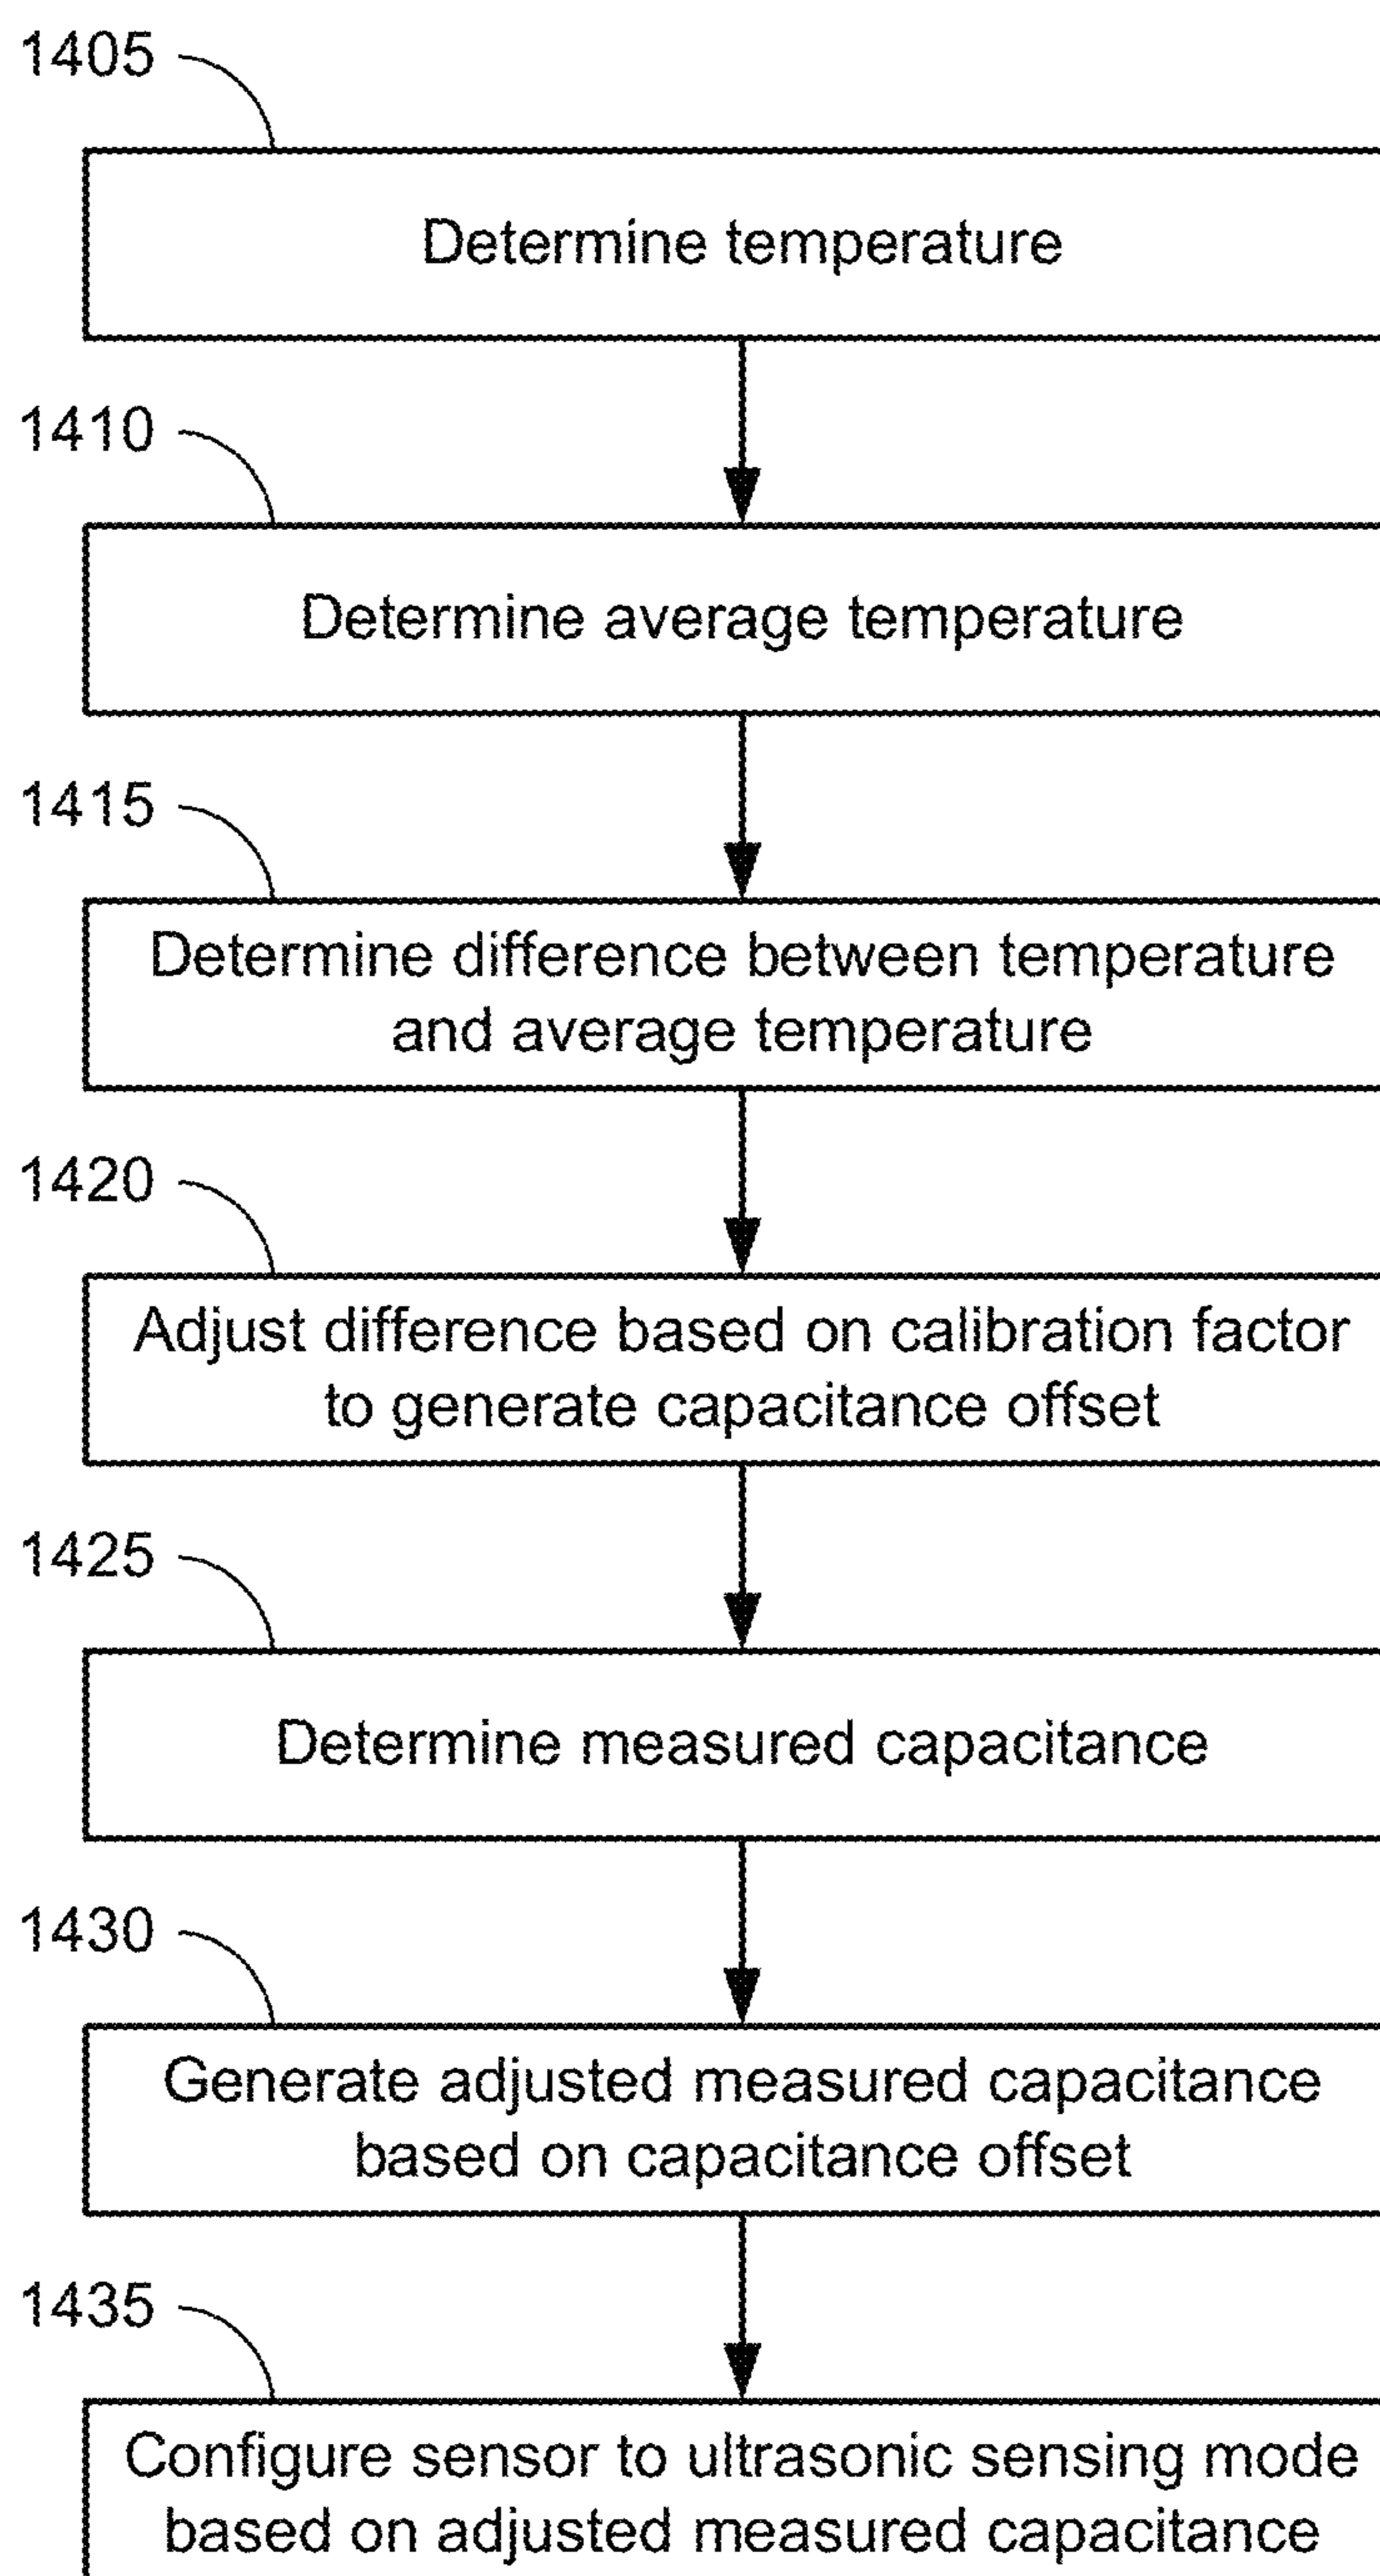 1405
Determine temperature
1410
Determine average temperature
1415
Determine difference between temperature
and average temperature
1420
Adjust difference based on calibration factor
to generate capacitance offset
1425
Determine measured capacitance
1430
Generate adjusted measured capacitance
based on capacitance offset
1435
Configure sensor to ultrasonic sensing mode
based on adjusted measured capacitance